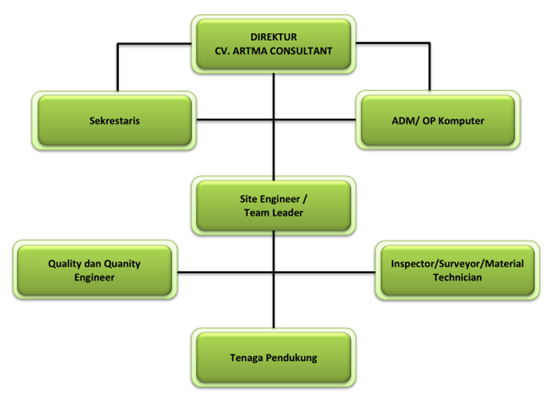 DIREKTUR
CV. ARTMA CONSULTANT
Sekrestaris
ADM/ OP Komputer
Site Engineer /
Team Leader
Quality dan Quanity
Engineer
Inspector/Surveyor/Material
Technician
Tenaga Pendukung